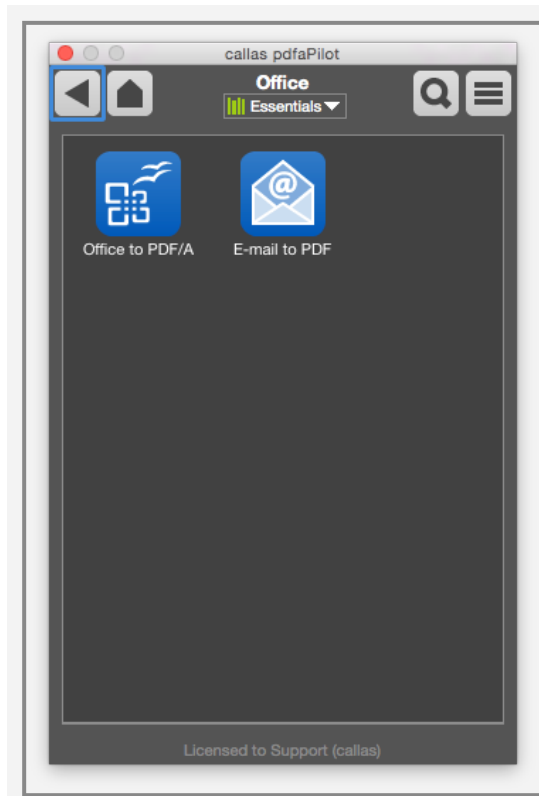 callas pdfaPilot
Office
Essentials
Office to PDF/A
E-mail to PDF
Licensed to Support (callas)